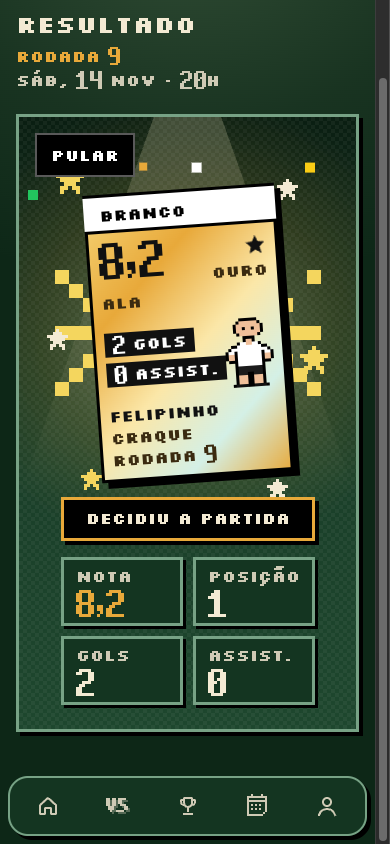 RESULTADO
RODADA 9
SÁB, 14 NOV · 20H
PULAR
BRANCO
8,2
OURO
ALA
2 GOLS
0 ASSIST.
FELIPINHO
CRAQUE
RODADA 9
DECIDIU A PARTIDA
NOTA
8,2
POSIÇÃO
1
GOLS
2
ASSIST.
0
VS